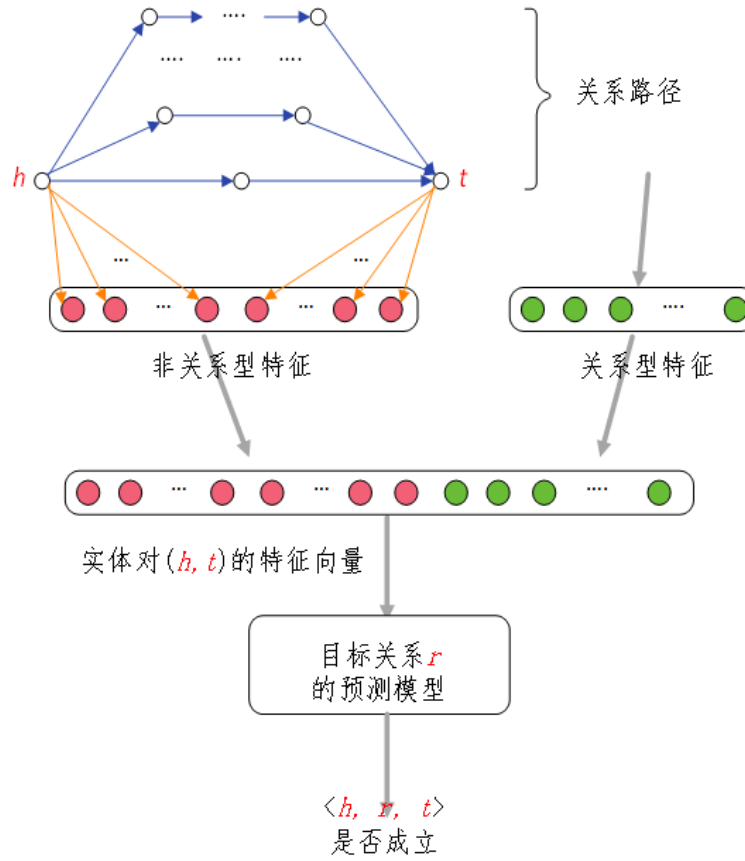 ....
.... .... ....
关系路径
h
t
... ...
... ... ....
非关系型特征
关系型特征
... ... ....
实体对(h, t)的特征向量
目标关系r
的预测模型
<h, r, t>
是否成立